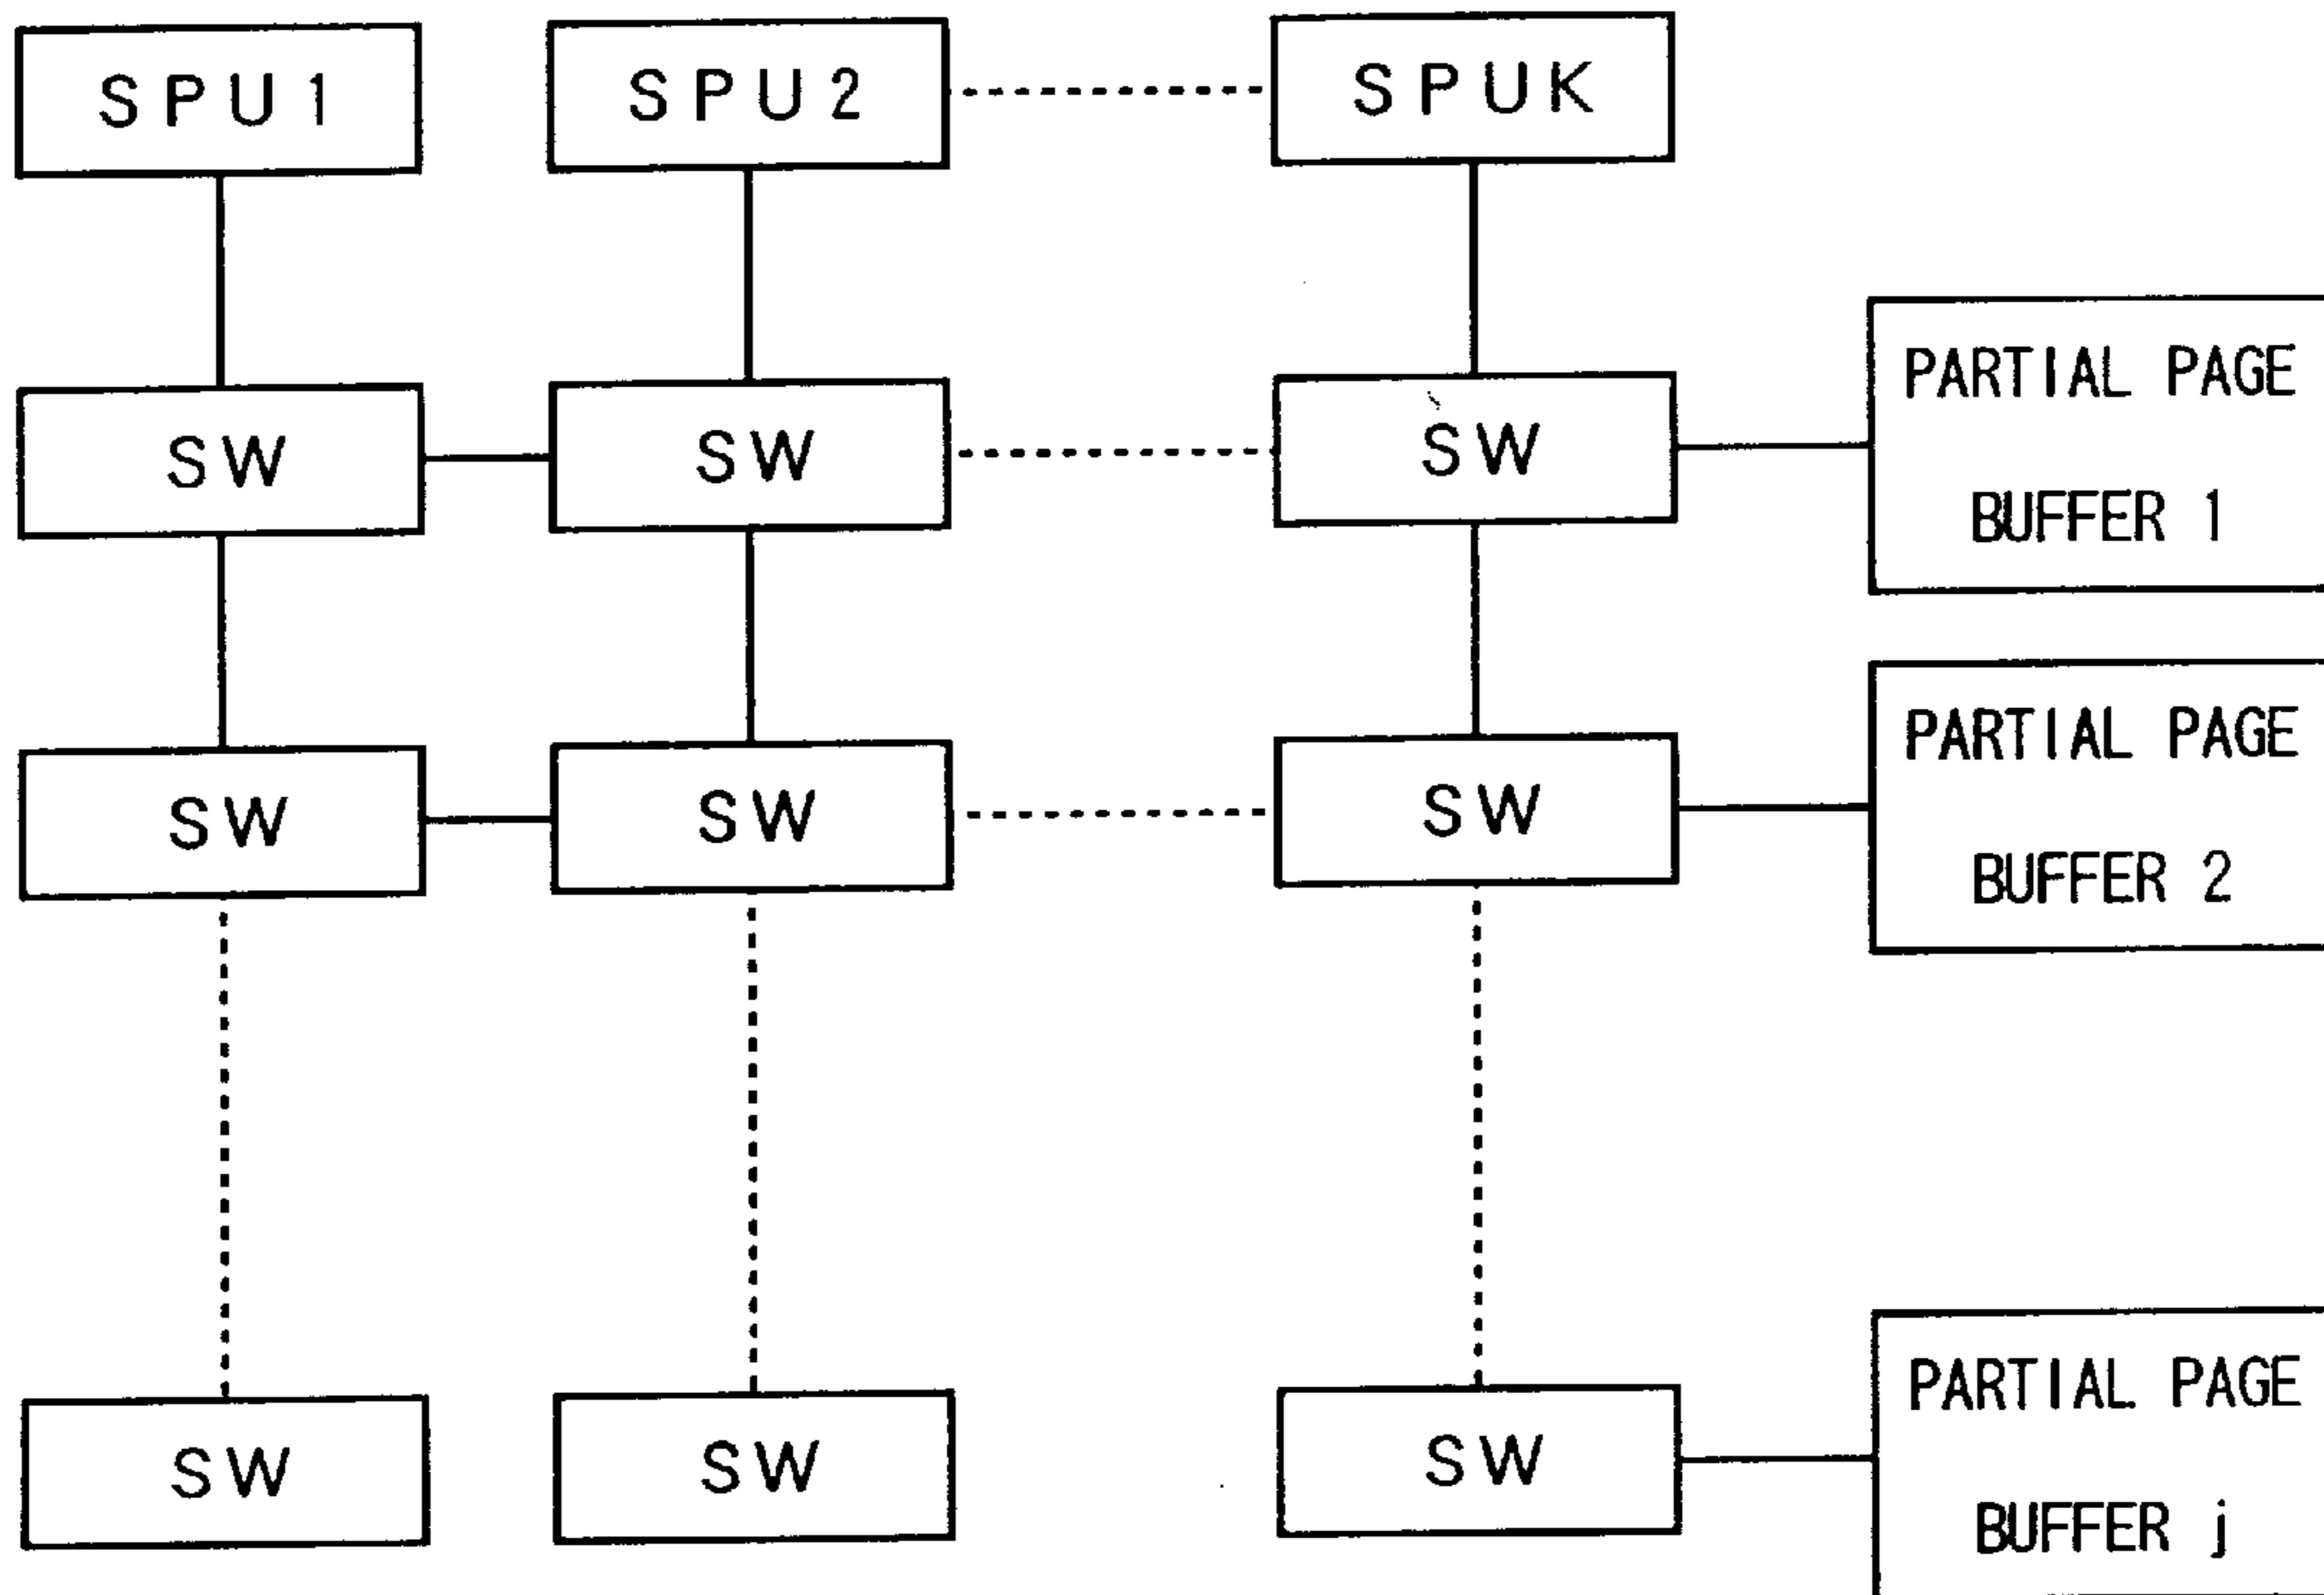 SPU1 SPU2 SPUK
SW SW SW
PARTIAL PAGE
BUFFER 1
SW SW SW
PARTIAL PAGE
BUFFER 2
SW SW SW
PARTIAL PAGE
BUFFER j